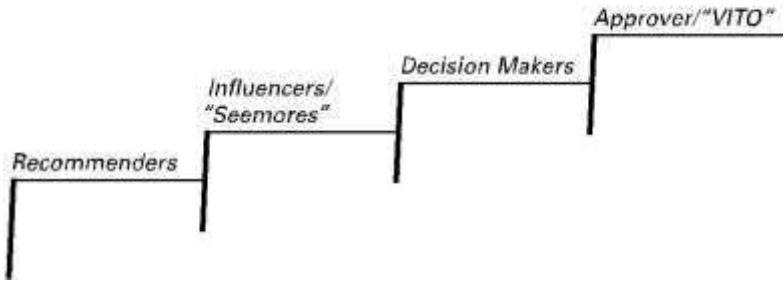 Approver/"VITO"
Decision Makers
Influencers/
"Seemores"
Recommenders